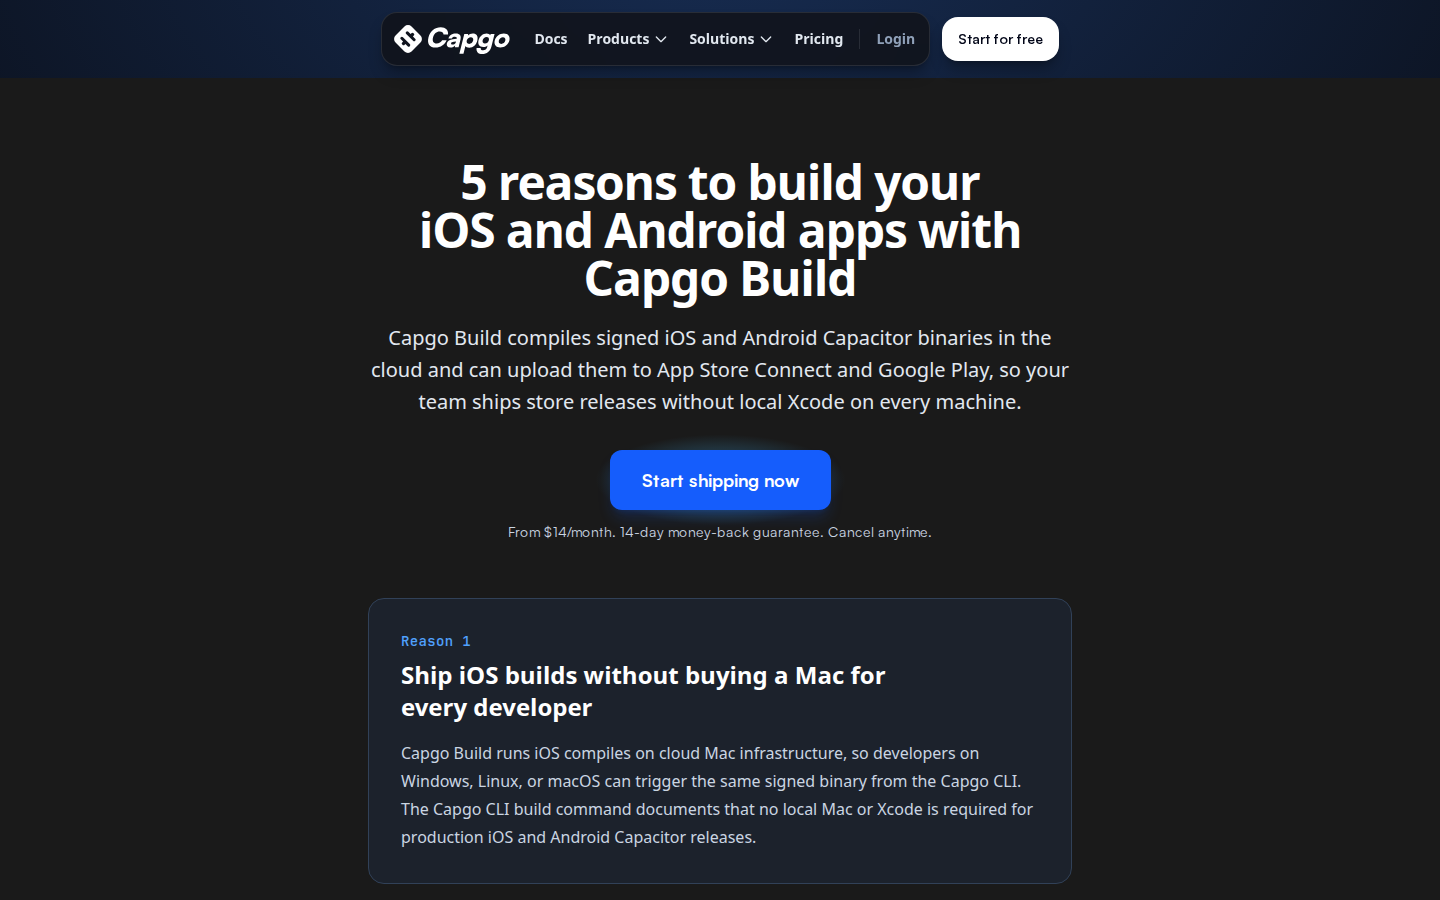 Capgo
Docs
Products
Solutions
Pricing
Login
Start for free
5 reasons to build your
iOS and Android apps with
Capgo Build
Capgo Build compiles signed iOS and Android Capacitor binaries in the
cloud and can upload them to App Store Connect and Google Play, so your
team ships store releases without local Xcode on every machine.
Start shipping now
From $14/month. 14-day money-back guarantee. Cancel anytime.
Reason 1
Ship iOS builds without buying a Mac for
every developer
Capgo Build runs iOS compiles on cloud Mac infrastructure, so developers on
Windows, Linux, or macOS can trigger the same signed binary from the Capgo CLI.
The Capgo CLI build command documents that no local Mac or Xcode is required for
production iOS and Android Capacitor releases.